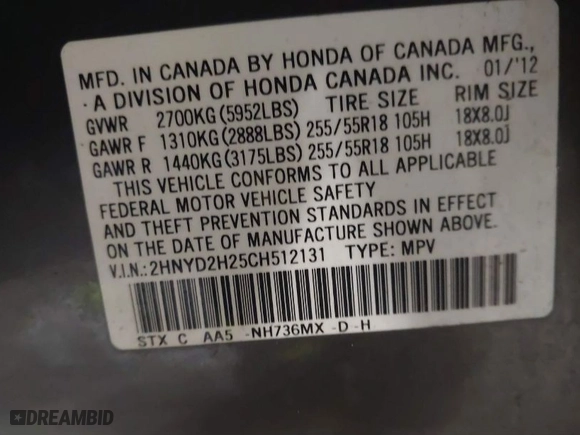 MFD. IN CANADA BY HONDA OF CANADA MFG.,
A DIVISION OF HONDA CANADA INC. 01/'12
GVWR 2700KG(5952LBS) TIRE SIZE RIM SIZE
GAWR F 1310KG(2888LBS) 255/55R18 105H 18X8.0J
GAWR R 1440KG(3175LBS) 255/55R18 105H 18X8.0J
THIS VEHICLE CONFORMS TO ALL APPLICABLE
FEDERAL MOTOR VEHICLE SAFETY
AND THEFT PREVENTION STANDARDS IN EFFECT
ON THE DATE OF MANUFACTURE SHOWN ABOVE.
V.I.N.:2HNYD2H25CH512131 TYPE: MPV
STX C AA5 -NH736MX -D -H
DREAMBID